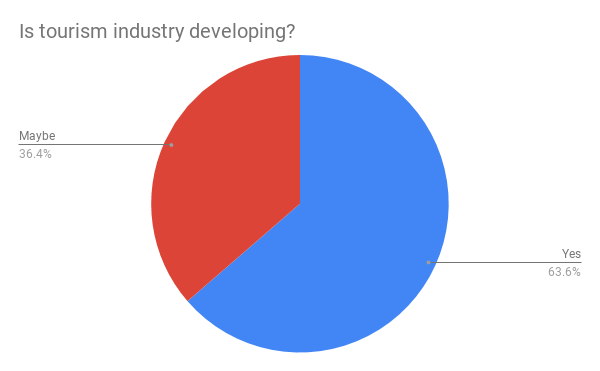 Is tourism industry developing?
Maybe
36.4%
Yes
63.6%